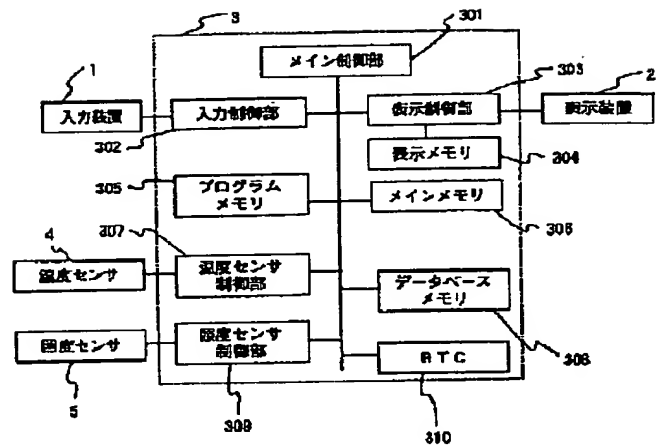 3
301
メイン制御部
303
1
2
入力装置
入力制御部
表示制御部
表示装置
302
表示メモリ
304
305
プログラム
メモリ
メインメモリ
306
307
4
温度センサ
温度センサ
制御部
データベース
メモリ
308
照度センサ
照度センサ
制御部
RTC
5
309
310